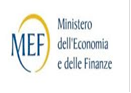 MEF
Ministero
dell'Economia
e delle Finanze